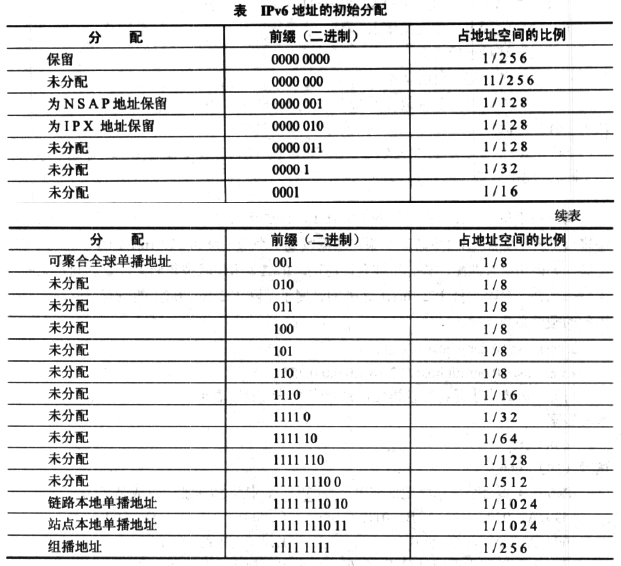 表 IPv6 地址的初始分配
分 配 前缀（二进制） 占地址空间的比例
保留 0000 0000 1/256
未分配 0000 000 11/256
为NSAP地址保留 0000 001 1/128
为IPX 地址保留 0000 010 1/128
未分配 0000 011 1/128
未分配 0000 1 1/32
未分配 0001 1/16
续表
分 配 前缀（二进制） 占地址空间的比例
可聚合全球单播地址 001 1/8
未分配 010 1/8
未分配 011 1/8
未分配 100 1/8
未分配 101 1/8
未分配 110 1/8
未分配 1110 1/16
未分配 1111 0 1/32
未分配 1111 10 1/64
未分配 1111 110 1/128
未分配 1111 1110 0 1/512
链路本地单播地址 1111 1110 10 1/1024
站点本地单播地址 1111 1110 11 1/1024
组播地址 1111 1111 1/256